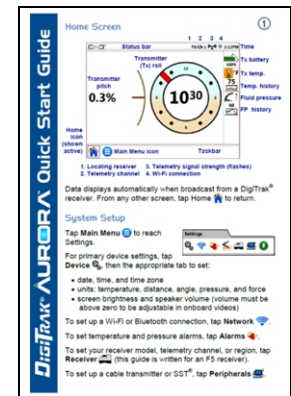 DIGITRAK® AURORA® Quick Start Guide
Home Screen
1
1 2 3 4
Status bar
Time
Transmitter
(Tx) roll
Tx battery
100%
Tx temp.
75
Temp. history
Fluid pressure
FP history
Transmitter
pitch
0.3%
10³⁰
Home
icon
(shown
active)
Main Menu icon
Taskbar
1. Locating receiver 3. Telemetry signal strength (flashes)
2. Telemetry channel 4. Wi-Fi connection
Data displays automatically when broadcast from a DigiTrak®
receiver. From any other screen, tap Home to return.
System Setup
Tap Main Menu to reach
Settings.
Settings
For primary device settings, tap
Device , then the appropriate tab to set:
• date, time, and time zone
• units: temperature, distance, angle, pressure, and force
• screen brightness and speaker volume (volume must be
above zero to be adjustable in onboard videos)
To set up a Wi-Fi or Bluetooth connection, tap Network .
To set temperature and pressure alarms, tap Alarms .
To set your receiver model, telemetry channel, or region, tap
Receiver (this guide is written for an F5 receiver).
To set up a cable transmitter or SST®, tap Peripherals .